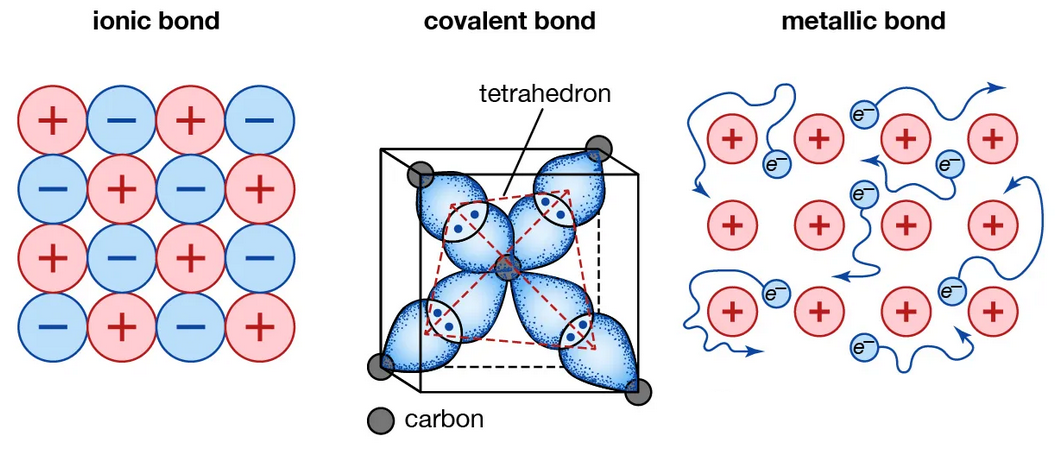 ionic bond
covalent bond
metallic bond
tetrahedron
carbon
+ − + −
− + − +
+ − + −
− + − +
e−
+ + + +
e−
e−
e−
+ + + +
e−
e−
+ + + +
e−